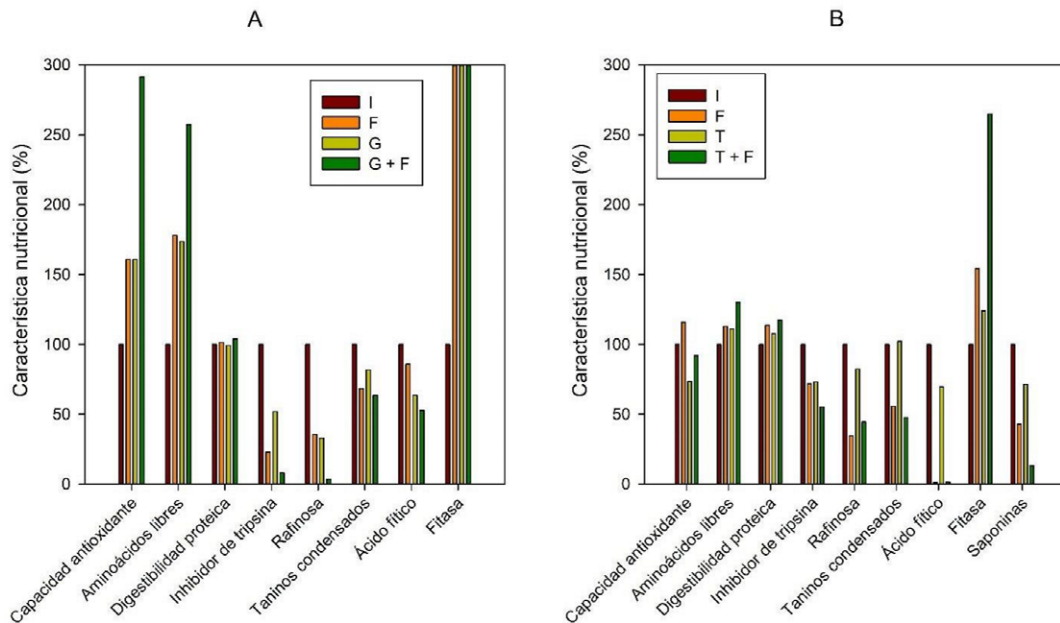 A
Característica nutricional (%)
300
250
200
150
100
50
0
I
F
G
G + F
Capacidad antioxidante
Aminoácidos libres
Digestibilidad proteica
Inhibidor de tripsina
Rafinosa
Taninos condensados
Ácido fítico
Fitasa
B
Característica nutricional (%)
300
250
200
150
100
50
0
I
F
T
T + F
Capacidad antioxidante
Aminoácidos libres
Digestibilidad proteica
Inhibidor de tripsina
Rafinosa
Taninos condensados
Ácido fítico
Fitasa
Saponinas